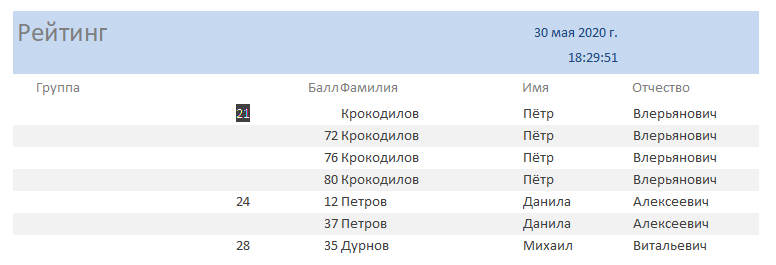 Рейтинг
30 мая 2020 г.
18:29:51
Группа Балл Фамилия Имя Отчество
21 Крокодилов Пётр Влерьянович
72 Крокодилов Пётр Влерьянович
76 Крокодилов Пётр Влерьянович
80 Крокодилов Пётр Влерьянович
24 12 Петров Данила Алексеевич
37 Петров Данила Алексеевич
28 35 Дурнов Михаил Витальевич